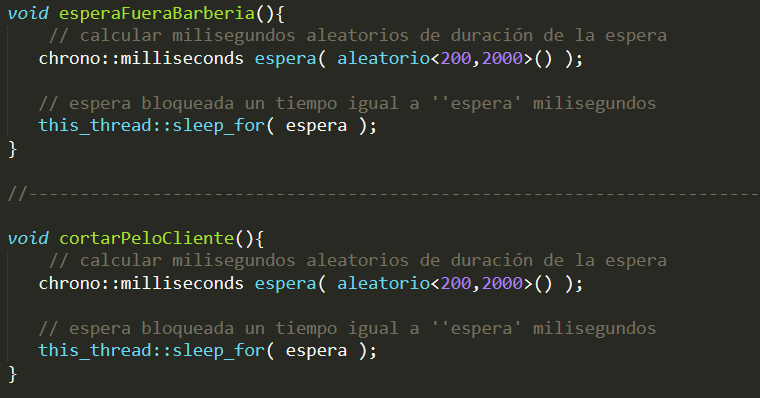 void esperaFueraBarberia(){
// calcular milisegundos aleatorios de duración de la espera
chrono::milliseconds espera( aleatorio<200,2000>() );
// espera bloqueada un tiempo igual a ''espera' milisegundos
this_thread::sleep_for( espera );
}
//----------------------------------------------------------------------
void cortarPeloCliente(){
// calcular milisegundos aleatorios de duración de la espera
chrono::milliseconds espera( aleatorio<200,2000>() );
// espera bloqueada un tiempo igual a ''espera' milisegundos
this_thread::sleep_for( espera );
}